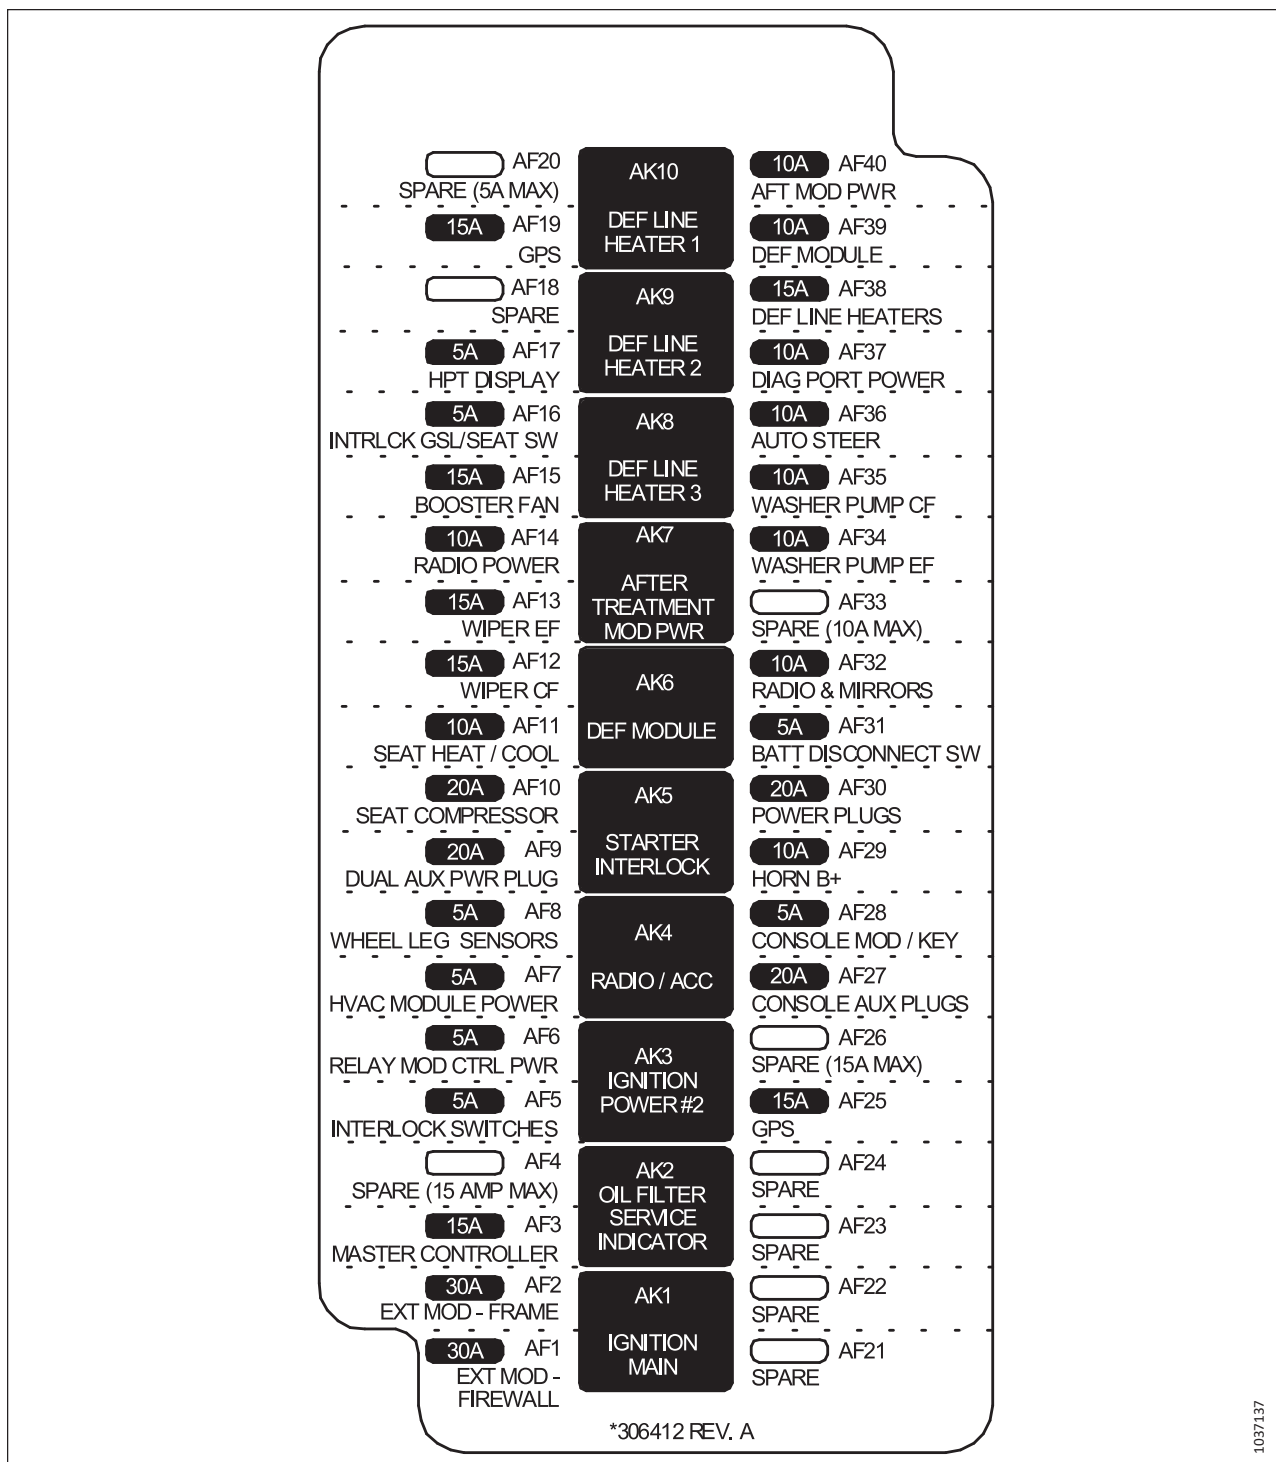 AF20
SPARE (5A MAX)
15A AF19
GPS
AF18
SPARE
5A AF17
HPT DISPLAY
5A AF16
INTRLCK GSL/SEAT SW
15A AF15
BOOSTER FAN
10A AF14
RADIO POWER
15A AF13
WIPER EF
15A AF12
WIPER CF
10A AF11
SEAT HEAT / COOL
20A AF10
SEAT COMPRESSOR
20A AF9
DUAL AUX PWR PLUG
5A AF8
WHEEL LEG SENSORS
5A AF7
HVAC MODULE POWER
5A AF6
RELAY MOD CTRL PWR
5A AF5
INTERLOCK SWITCHES
AF4
SPARE (15 AMP MAX)
15A AF3
MASTER CONTROLLER
30A AF2
EXT MOD - FRAME
30A AF1
EXT MOD -
FIREWALL
AK10
DEF LINE
HEATER 1
AK9
DEF LINE
HEATER 2
AK8
DEF LINE
HEATER 3
AK7
AFTER
TREATMENT
MOD PWR
AK6
DEF MODULE
AK5
STARTER
INTERLOCK
AK4
RADIO / ACC
AK3
IGNITION
POWER #2
AK2
OIL FILTER
SERVICE
INDICATOR
AK1
IGNITION
MAIN
10A AF40
AFT MOD PWR
10A AF39
DEF MODULE
15A AF38
DEF LINE HEATERS
10A AF37
DIAG PORT POWER
10A AF36
AUTO STEER
10A AF35
WASHER PUMP CF
10A AF34
WASHER PUMP EF
AF33
SPARE (10A MAX)
10A AF32
RADIO & MIRRORS
5A AF31
BATT DISCONNECT SW
20A AF30
POWER PLUGS
10A AF29
HORN B+
5A AF28
CONSOLE MOD / KEY
20A AF27
CONSOLE AUX PLUGS
AF26
SPARE (15A MAX)
15A AF25
GPS
AF24
SPARE
AF23
SPARE
AF22
SPARE
AF21
SPARE
*306412 REV. A
1037137